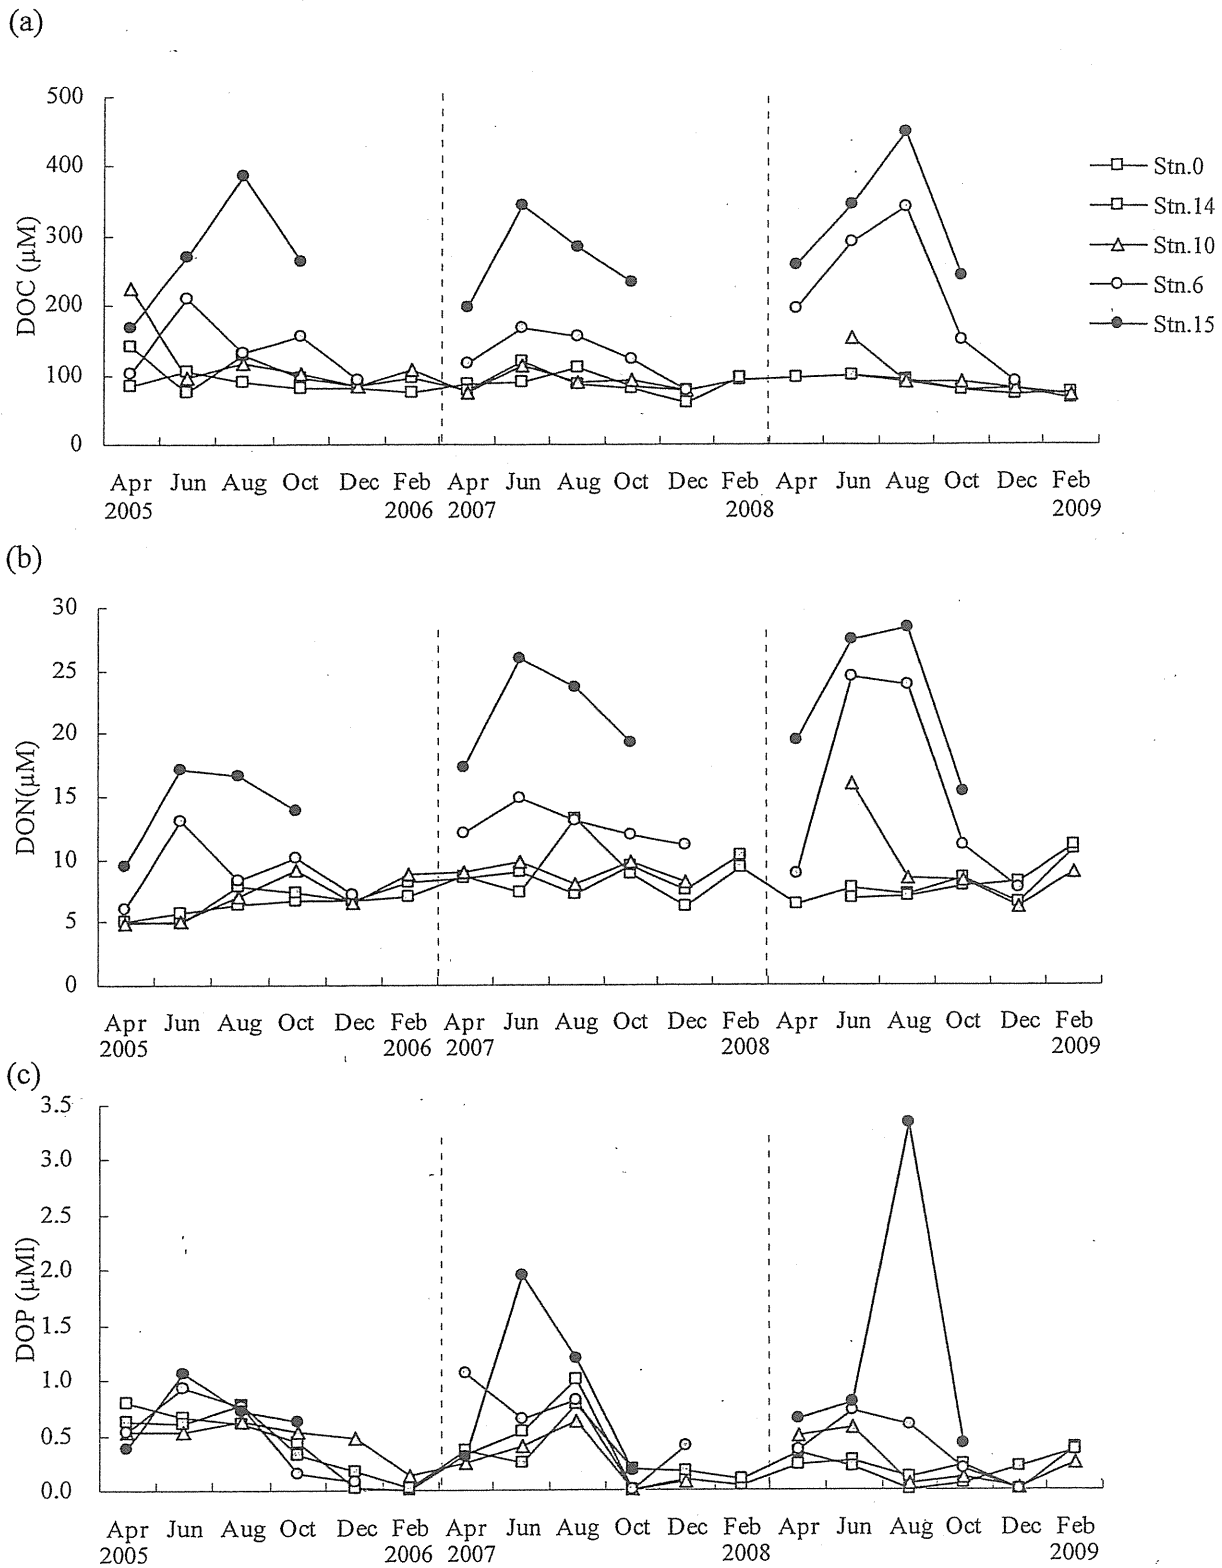 (a)
500
400
300
200
100
0
DOC (µM)
Stn.0
Stn.14
Stn.10
Stn.6
Stn.15
Apr Jun Aug Oct Dec Feb Apr Jun Aug Oct Dec Feb Apr Jun Aug Oct Dec Feb
2005 2006 2007 2008 2009
(b)
30
25
20
15
10
5
0
DON(µM)
Apr Jun Aug Oct Dec Feb Apr Jun Aug Oct Dec Feb Apr Jun Aug Oct Dec Feb
2005 2006 2007 2008 2009
(c)
3.5
3.0
2.5
2.0
1.5
1.0
0.5
0.0
DOP (µMl)
Apr Jun Aug Oct Dec Feb Apr Jun Aug Oct Dec Feb Apr Jun Aug Oct Dec Feb
2005 2006 2007 2008 2009